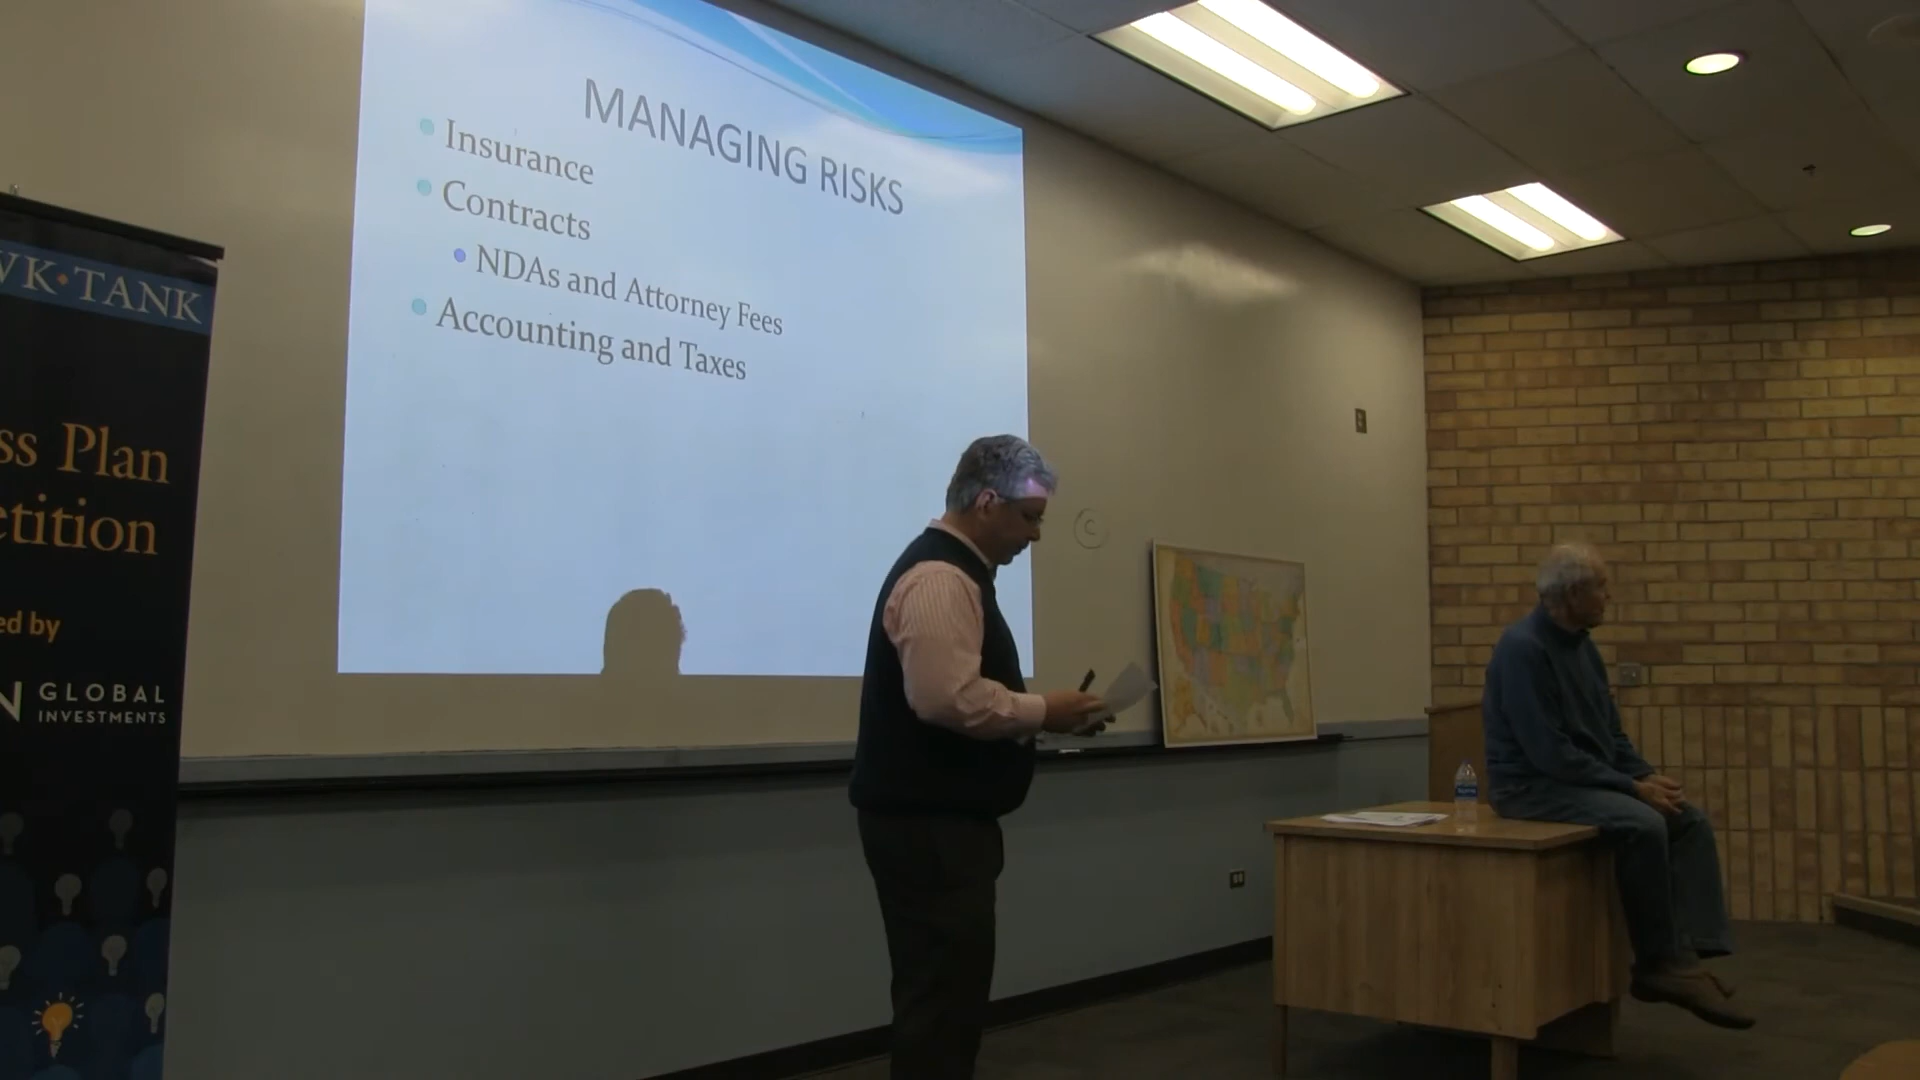 MANAGING RISKS
Insurance
Contracts
NDAs and Attorney Fees
Accounting and Taxes
WK•TANK
ss Plan
etition
ed by
N GLOBAL
INVESTMENTS
C